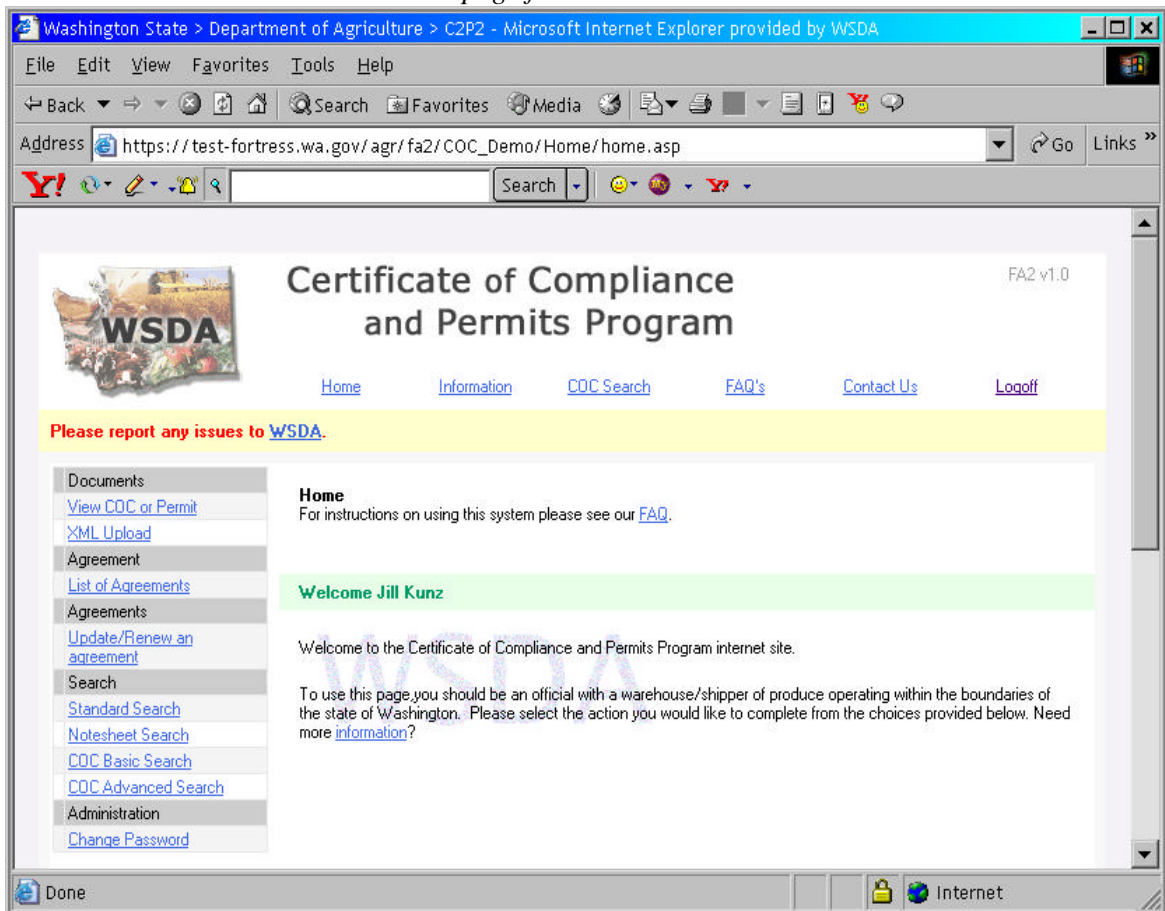 Washington State > Department of Agriculture > C2P2 - Microsoft Internet Explorer provided by WSDA
File Edit View Favorites Tools Help
Back Search Favorites Media
Address https://test-fortress.wa.gov/agr/fa2/COC_Demo/Home/home.asp Go Links »
Y! Search
WSDA
Certificate of Compliance
and Permits Program
FA2 v1.0
Home Information COC Search FAQ's Contact Us Logoff
Please report any issues to WSDA.
Documents
View COC or Permit
XML Upload
Agreement
List of Agreements
Agreements
Update/Renew an
agreement
Search
Standard Search
Notesheet Search
COC Basic Search
COC Advanced Search
Administration
Change Password
Home
For instructions on using this system please see our FAQ.
Welcome Jill Kunz
WSDA
Welcome to the Certificate of Compliance and Permits Program internet site.
To use this page,you should be an official with a warehouse/shipper of produce operating within the boundaries of
the state of Washington. Please select the action you would like to complete from the choices provided below. Need
more information?
Done Internet